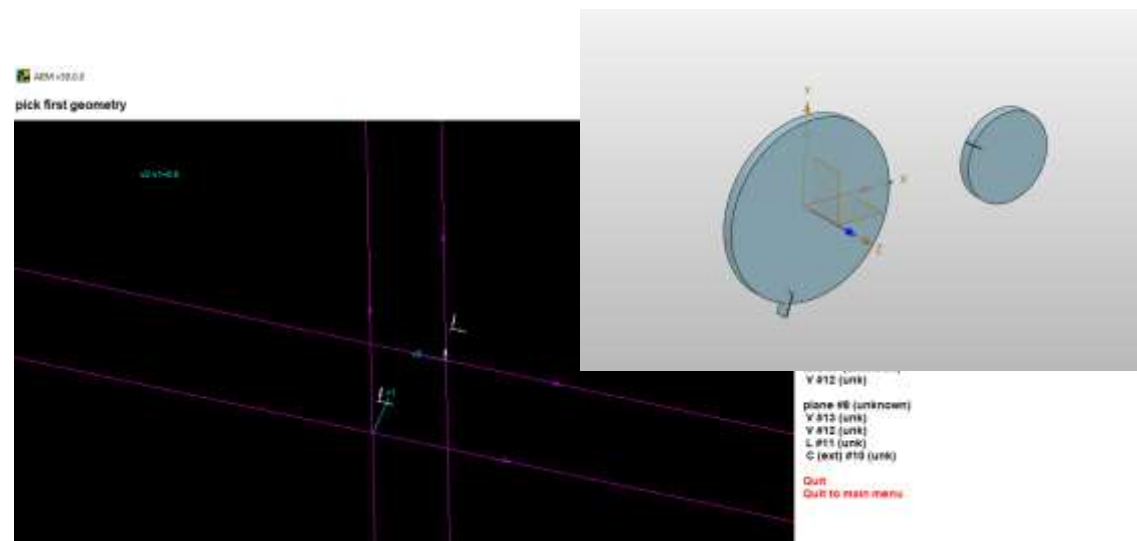 pick first geometry
Y
X
Z
V #12 (unk)
plane #8 (unknown)
V #13 (unk)
V #12 (unk)
L #11 (unk)
C (ext) #10 (unk)
Quit
Quit to main menu